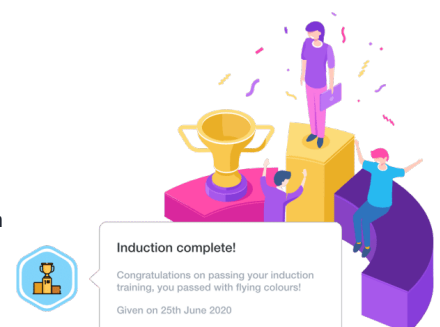 Induction complete!
Congratulations on passing your induction
training, you passed with flying colours!
Given on 25th June 2020